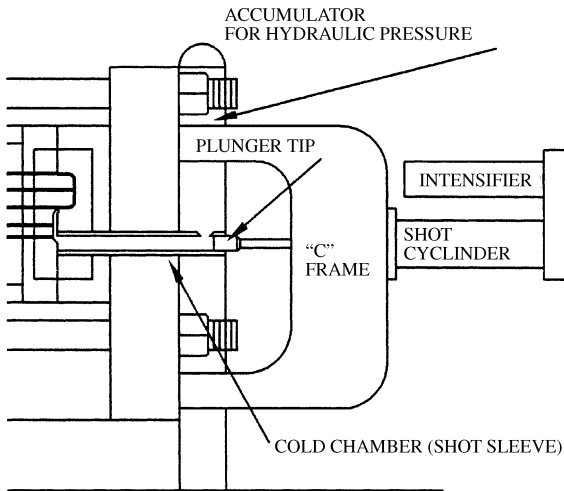 ACCUMULATOR
FOR HYDRAULIC PRESSURE
PLUNGER TIP
INTENSIFIER
SHOT
CYCLINDER
“C”
FRAME
COLD CHAMBER (SHOT SLEEVE)